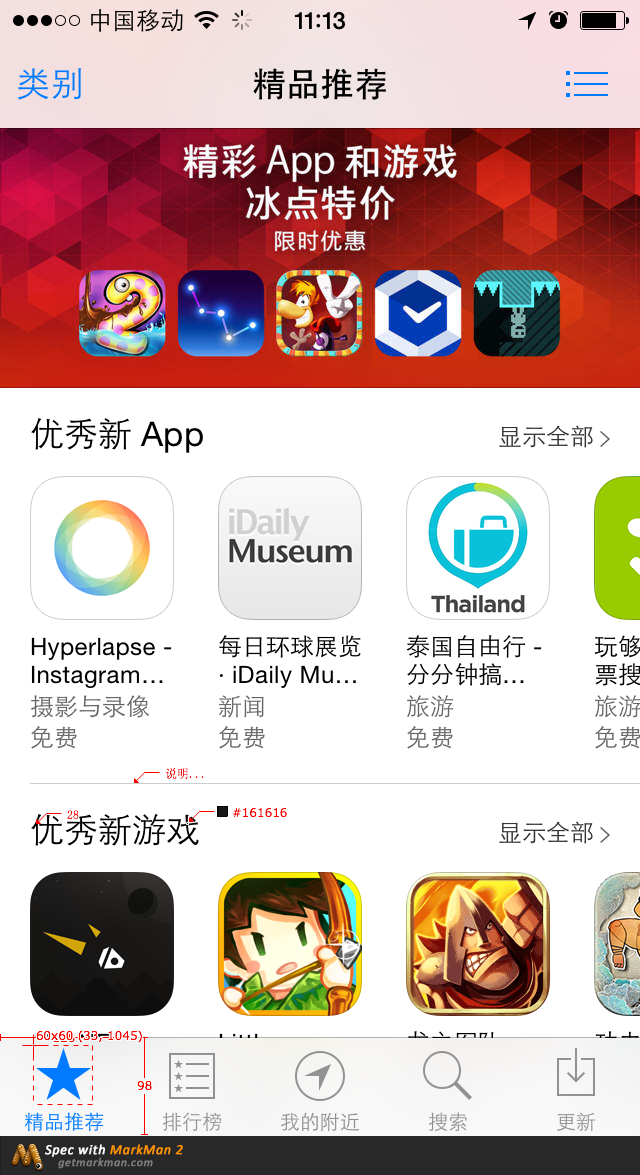 中国移动 11:13
类别 精品推荐
精彩 App 和游戏
冰点特价
限时优惠
优秀新 App 显示全部
iDaily
Museum
Thailand
Hyperlapse - 每日环球展览 泰国自由行 - 玩够
Instagram... · iDaily Mu... 分分钟搞... 票搜
摄影与录像 新闻 旅游 旅游
免费 免费 免费 免费
说明...
28 #161616
优秀新游戏 显示全部
60x60,(33, 1045)
98
精品推荐 排行榜 我的附近 搜索 更新
Spec with MarkMan 2
getmarkman.com